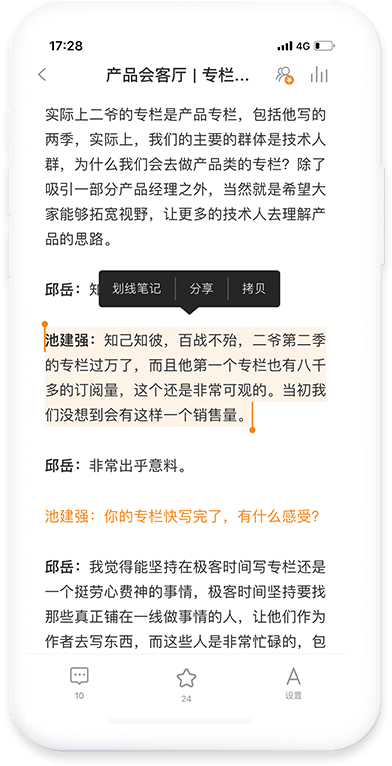 17:28
4G
产品会客厅 | 专栏...
实际上二爷的专栏是产品专栏，包括他写的
两季，实际上，我们的主要的群体是技术人
群，为什么我们会去做产品类的专栏？除了
吸引一部分产品经理之外，当然就是希望大
家能够拓宽视野，让更多的技术人去理解产
品的思路。
邱岳：知
划线笔记 分享 拷贝
池建强：知己知彼，百战不殆，二爷第二季
的专栏过万了，而且他第一个专栏也有八千
多的订阅量，这个还是非常可观的。当初我
们没想到会有这样一个销售量。
邱岳：非常出乎意料。
池建强：你的专栏快写完了，有什么感受？
邱岳：我觉得能坚持在极客时间写专栏还是
一个挺劳心费神的事情，极客时间坚持要找
那些真正铺在一线做事情的人，让他们作为
作者去写东西，而这些人是非常忙碌的，包
10
24
设置